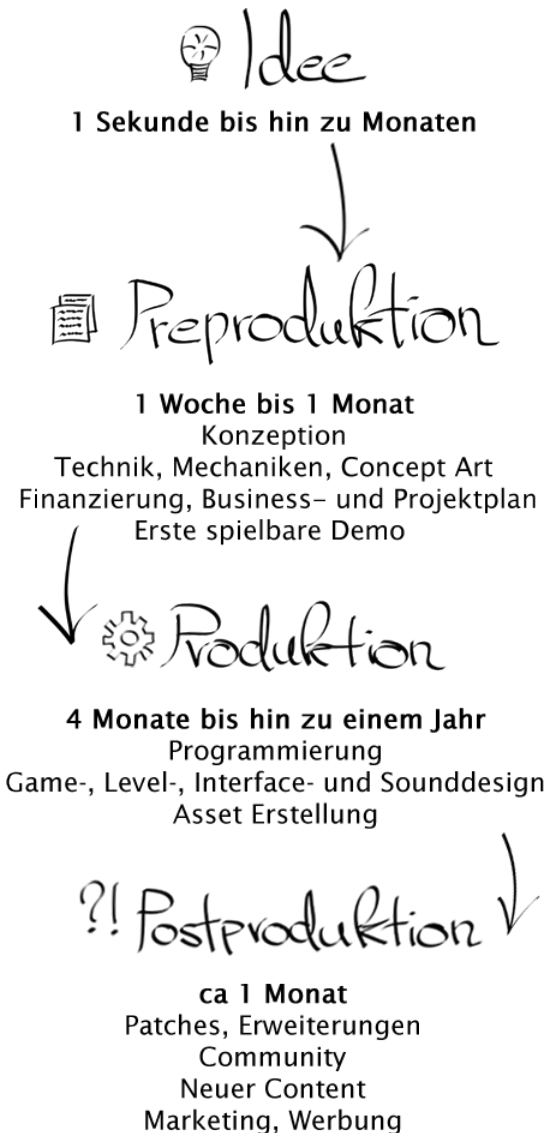 Idee
1 Sekunde bis hin zu Monaten
Preproduktion
1 Woche bis 1 Monat
Konzeption
Technik, Mechaniken, Concept Art
Finanzierung, Business- und Projektplan
Erste spielbare Demo
Produktion
4 Monate bis hin zu einem Jahr
Programmierung
Game-, Level-, Interface- und Sounddesign
Asset Erstellung
?! Postproduktion
ca 1 Monat
Patches, Erweiterungen
Community
Neuer Content
Marketing, Werbung